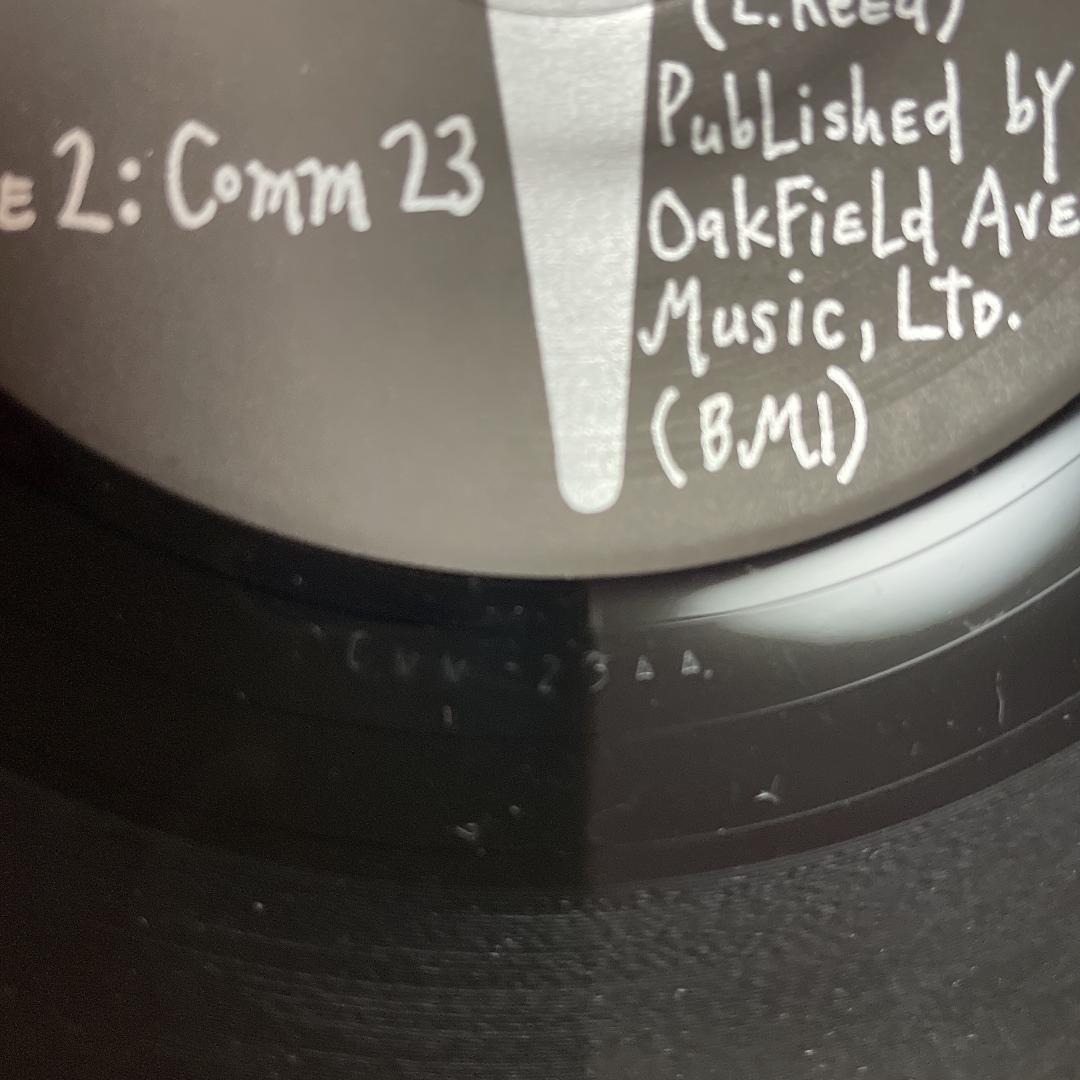 (L.Reed)
Published by
Oakfield Ave
Music, Ltd.
(BMI)
2: Comm 23